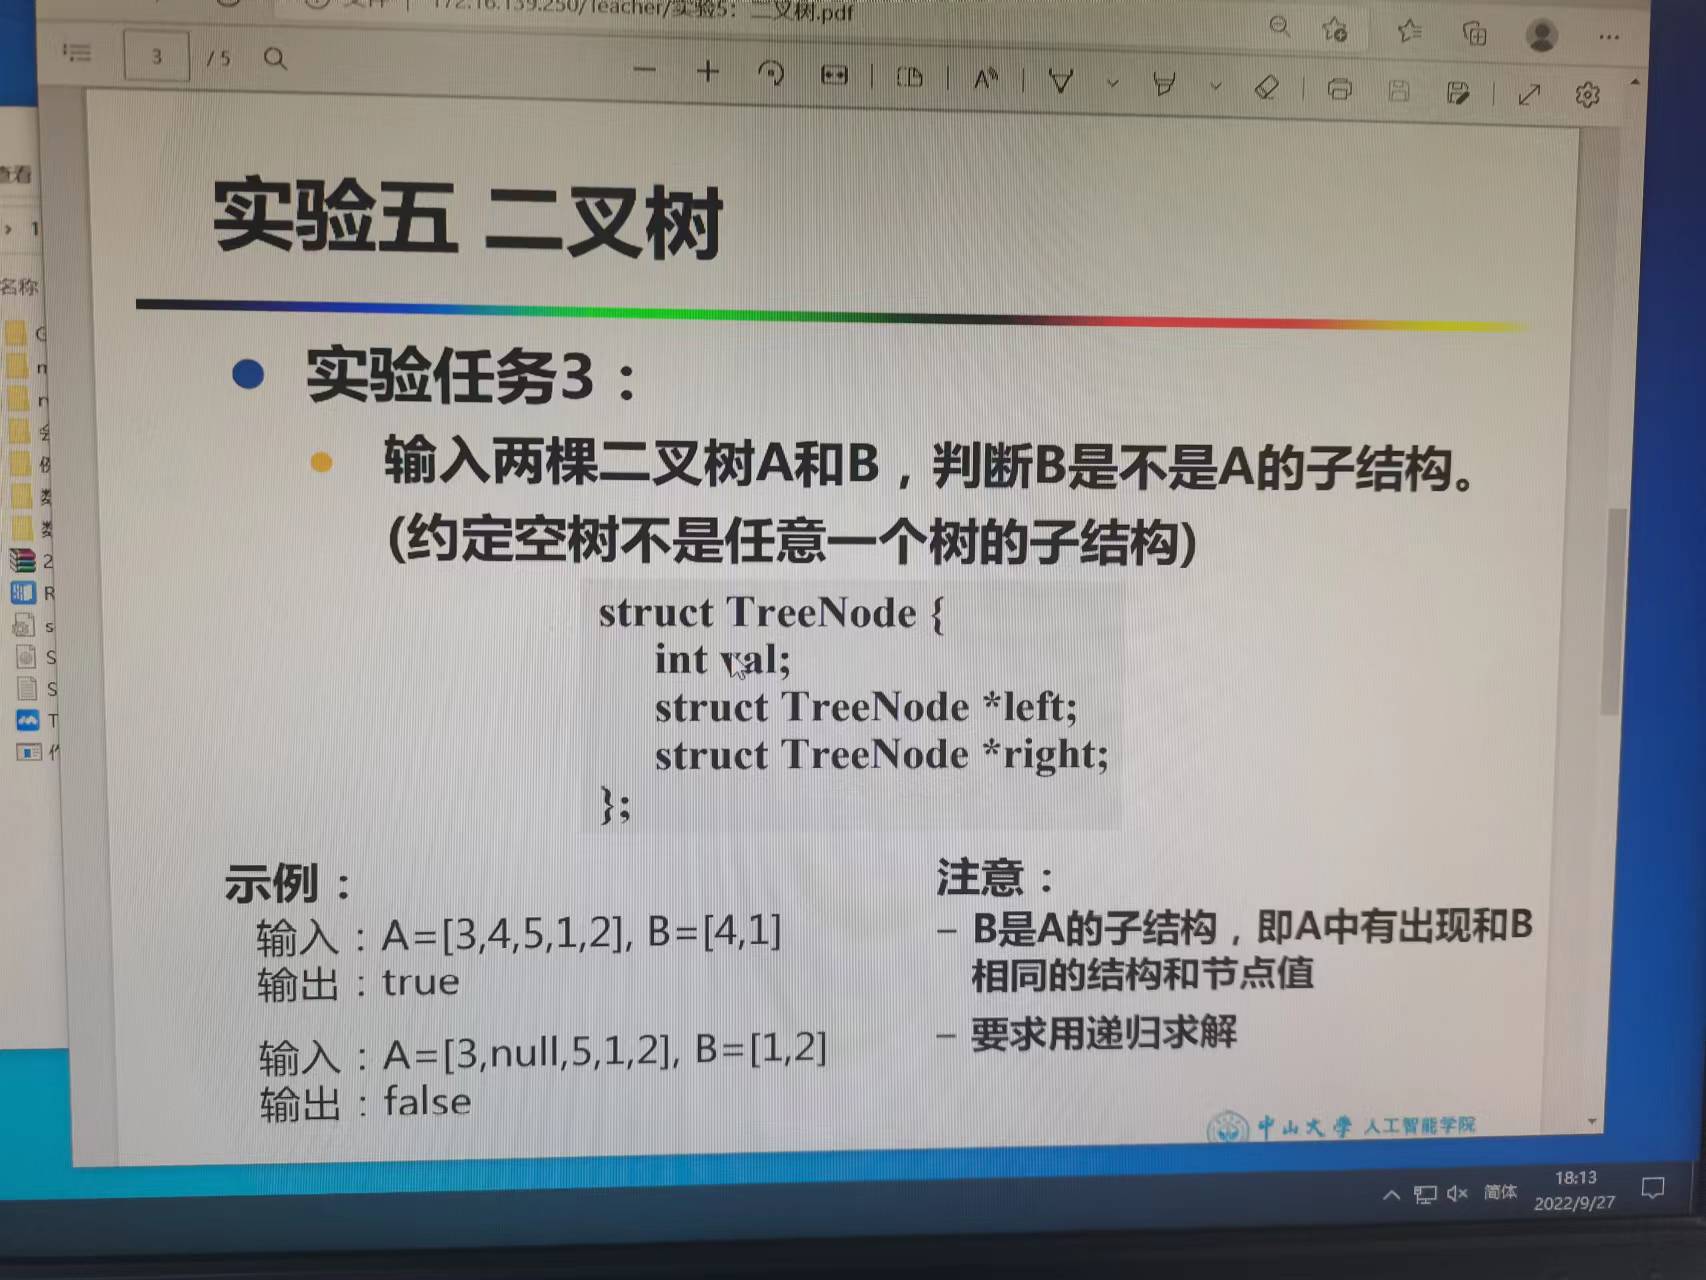 172.16.139.250/Teacher/实验5：二叉树.pdf
3 / 5
查看
名称
实验五 二叉树
实验任务3：
输入两棵二叉树A和B，判断B是不是A的子结构。
(约定空树不是任意一个树的子结构)
struct TreeNode {
int val;
struct TreeNode *left;
struct TreeNode *right;
};
示例：
输入：A=[3,4,5,1,2], B=[4,1]
输出：true
输入：A=[3,null,5,1,2], B=[1,2]
输出：false
注意：
– B是A的子结构，即A中有出现和B
相同的结构和节点值
– 要求用递归求解
中山大学 人工智能学院
简体
18:13
2022/9/27